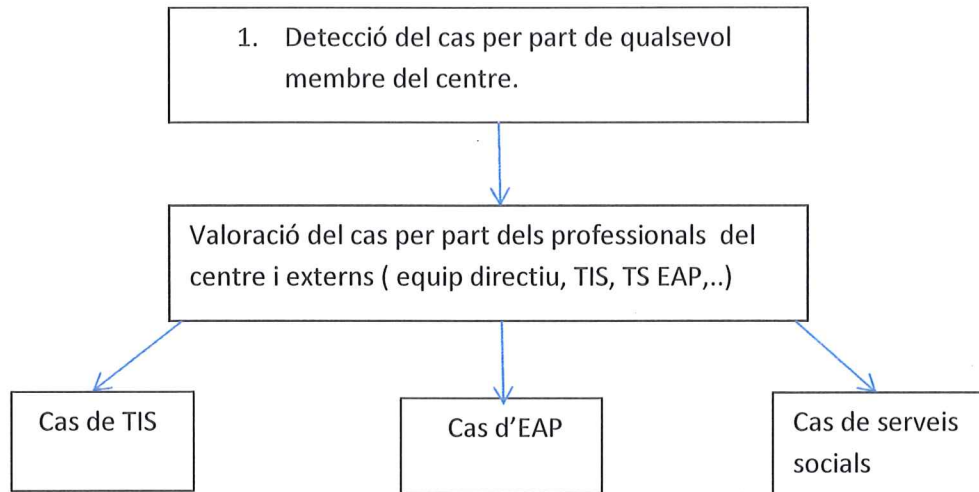 1. Detecció del cas per part de qualsevol
membre del centre.
Valoració del cas per part dels professionals del
centre i externs ( equip directiu, TIS, TS EAP,..)
Cas de TIS
Cas d'EAP
Cas de serveis
socials